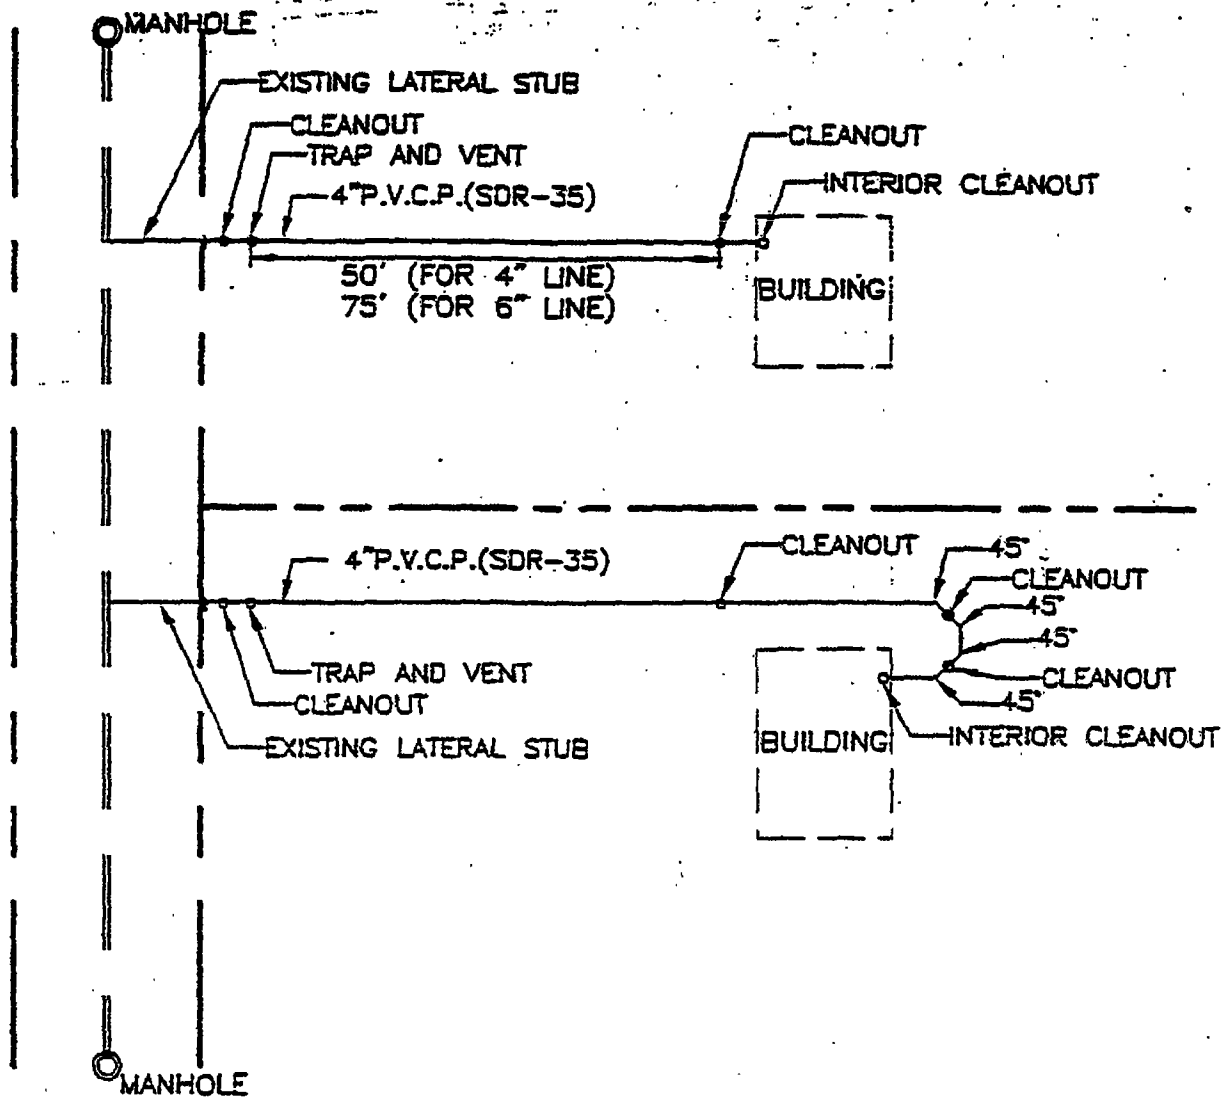 MANHOLE
EXISTING LATERAL STUB
CLEANOUT
TRAP AND VENT
4"P.V.C.P.(SDR-35)
CLEANOUT
INTERIOR CLEANOUT
50' (FOR 4" LINE)
75' (FOR 6" LINE)
BUILDING
4"P.V.C.P.(SDR-35)
CLEANOUT
45°
CLEANOUT
45°
45°
CLEANOUT
45°
TRAP AND VENT
CLEANOUT
EXISTING LATERAL STUB
BUILDING
INTERIOR CLEANOUT
MANHOLE